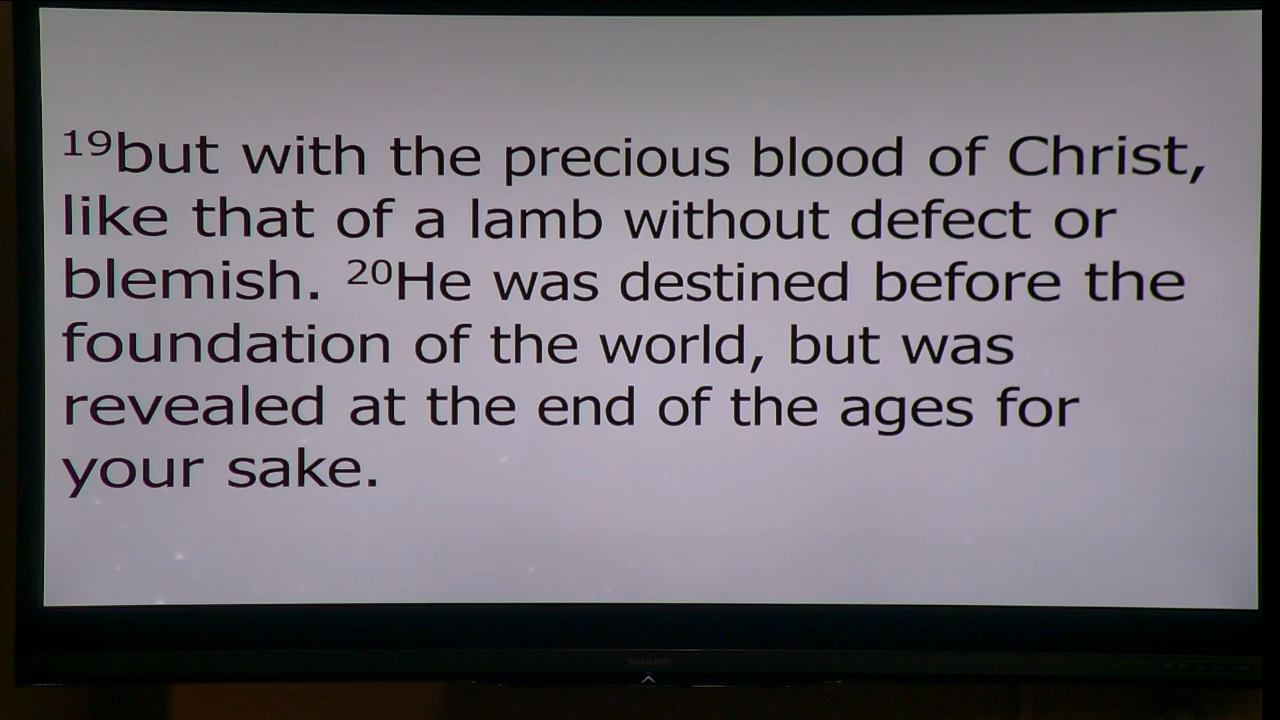 19but with the precious blood of Christ,
like that of a lamb without defect or
blemish. 20He was destined before the
foundation of the world, but was
revealed at the end of the ages for
your sake.
SHARP